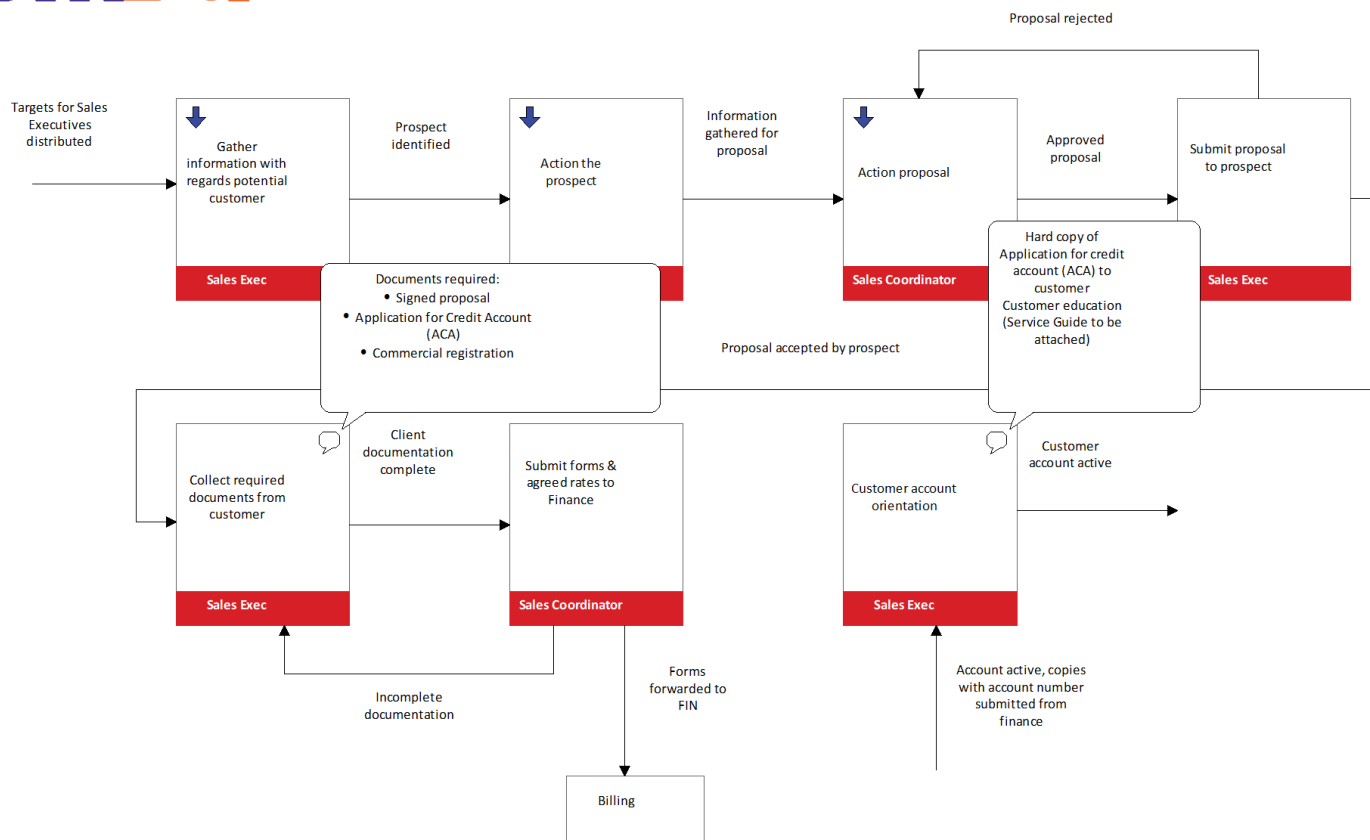 Proposal rejected
Targets for Sales
Executives
distributed
Gather
information with
regards potential
customer
Sales Exec
Prospect
identified
Action the
prospect
Information
gathered for
proposal
Action proposal
Sales Coordinator
Approved
proposal
Submit proposal
to prospect
Sales Exec
Documents required:
• Signed proposal
• Application for Credit Account
(ACA)
• Commercial registration
Hard copy of
Application for credit
account (ACA) to
customer
Customer education
(Service Guide to be
attached)
Proposal accepted by prospect
Collect required
documents from
customer
Sales Exec
Client
documentation
complete
Submit forms &
agreed rates to
Finance
Sales Coordinator
Customer account
orientation
Sales Exec
Customer
account active
Incomplete
documentation
Forms
forwarded to
FIN
Account active, copies
with account number
submitted from
finance
Billing